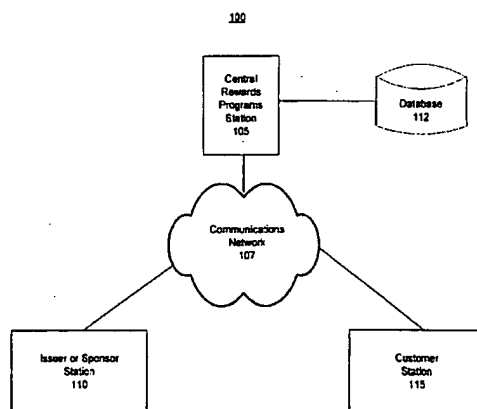 100
Central
Rewards
Programs
Station
105
Database
112
Communications
Network
107
Issuer or Sponsor
Station
110
Customer
Station
115